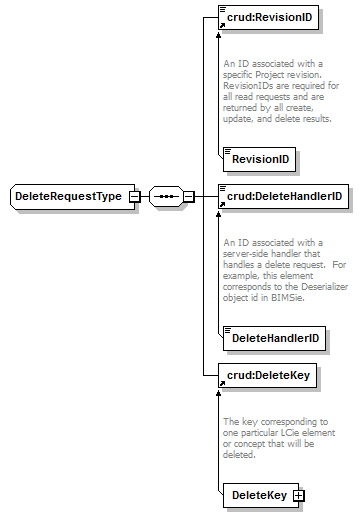 crud:RevisionID
An ID associated with a
specific Project revision.
RevisionIDs are required for
all read requests and are
returned by all create,
update, and delete results.
RevisionID
DeleteRequestType
crud:DeleteHandlerID
An ID associated with a
server-side handler that
handles a delete request.  For
example, this element
corresponds to the Deserializer
object id in BIMSie.
DeleteHandlerID
crud:DeleteKey
The key corresponding to
one particular LCie element
or concept that will be
deleted.
DeleteKey